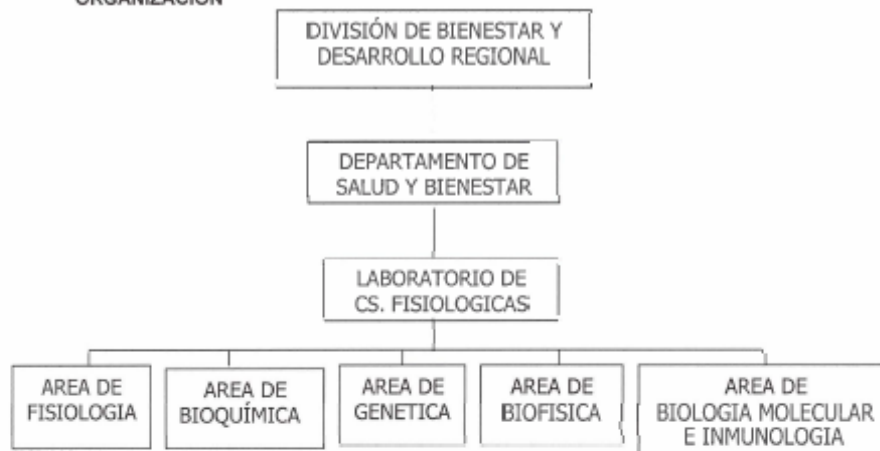 ORGANIZACIÓN
DIVISIÓN DE BIENESTAR Y
DESARROLLO REGIONAL
DEPARTAMENTO DE
SALUD Y BIENESTAR
LABORATORIO DE
CS. FISIOLOGICAS
AREA DE
FISIOLOGIA
AREA DE
BIOQUÍMICA
AREA DE
GENETICA
AREA DE
BIOFISICA
AREA DE
BIOLOGIA MOLECULAR
E INMUNOLOGIA